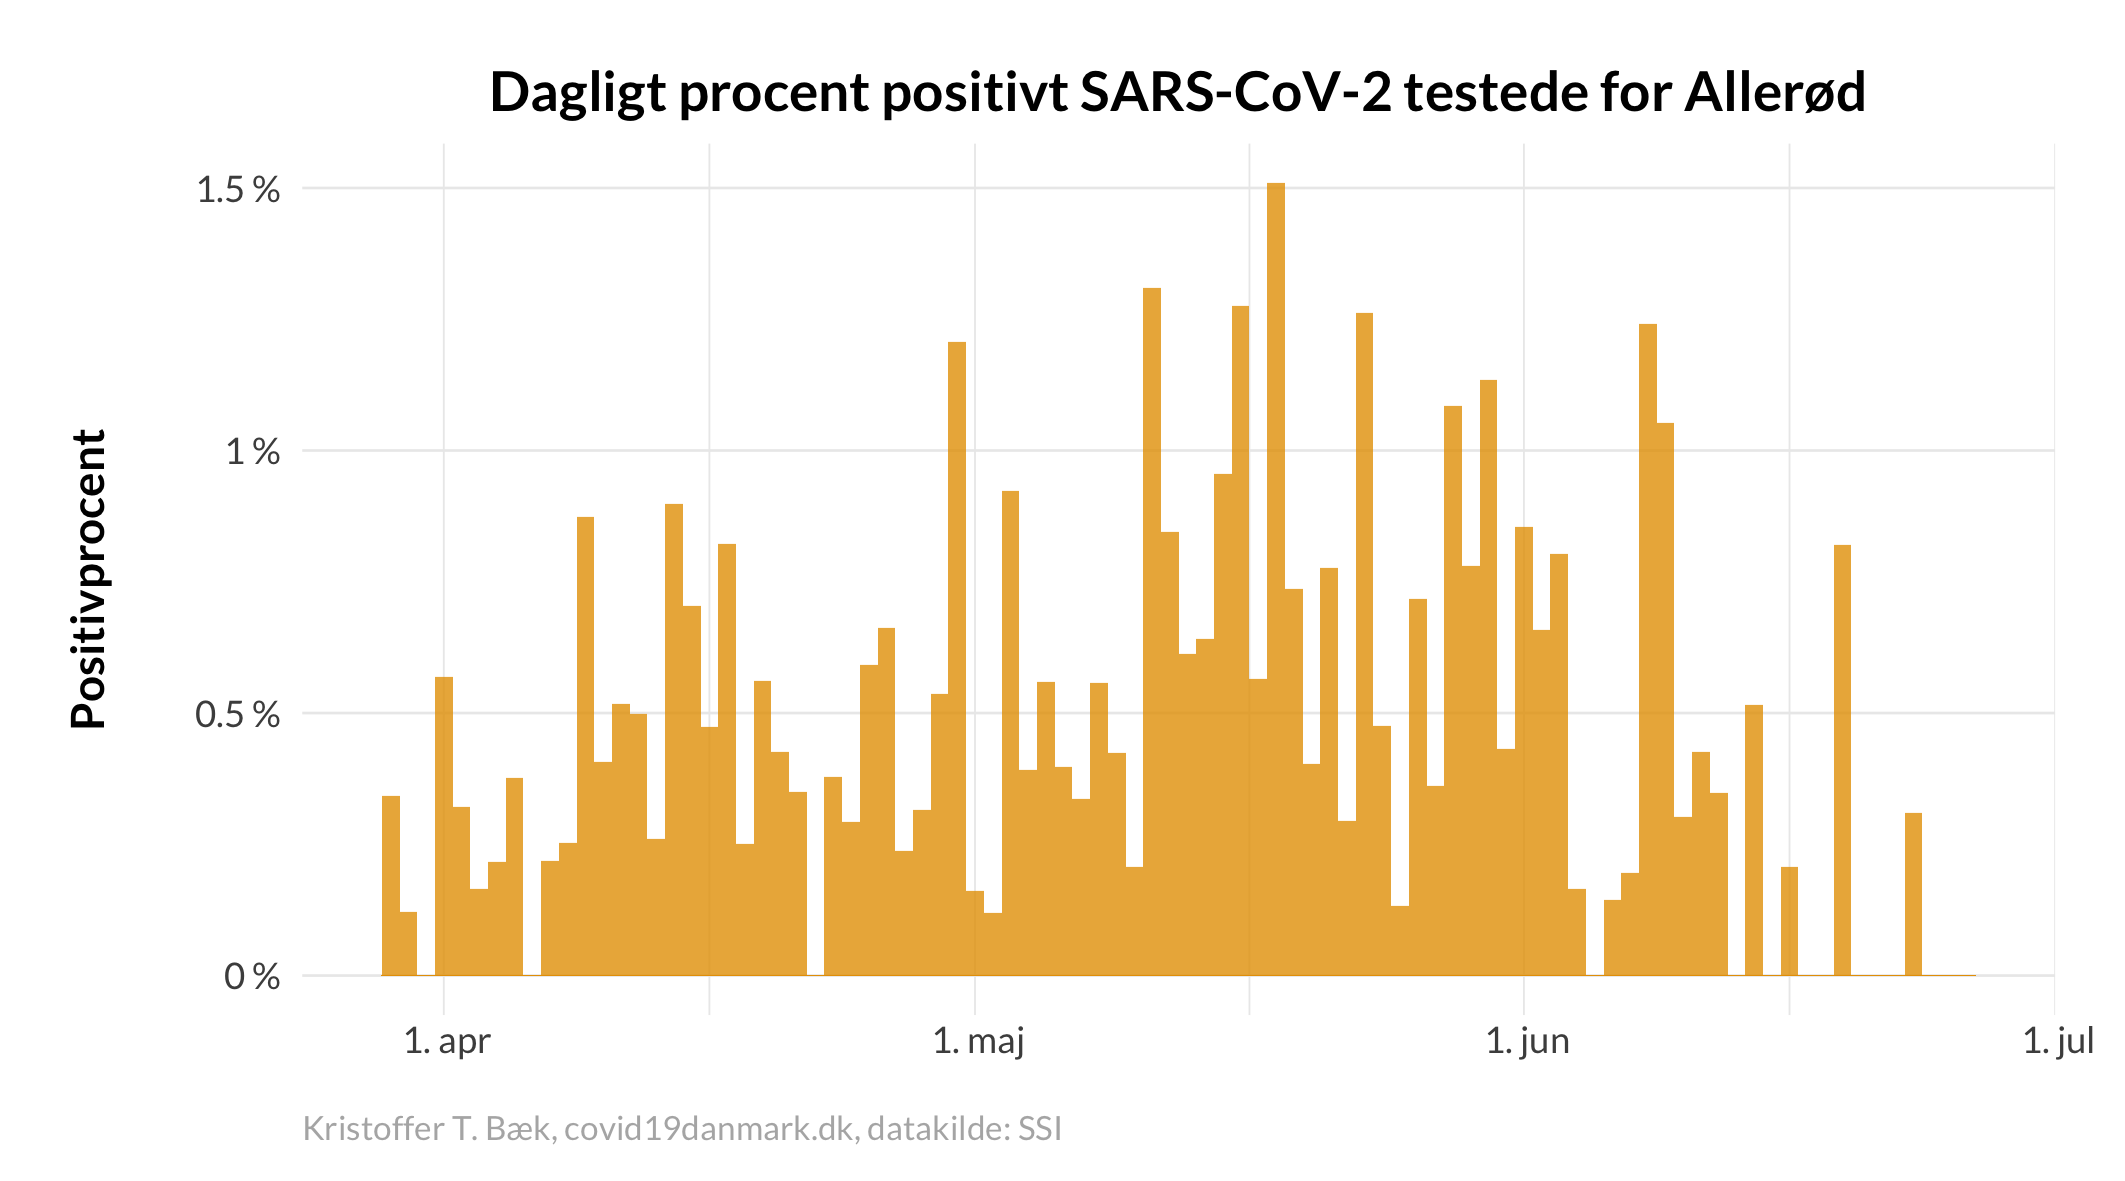 Dagligt procent positivt SARS-CoV-2 testede for Allerød
Positivprocent
1.5 %
1 %
0.5 %
0 %
1. apr
1. maj
1. jun
1. jul
Kristoffer T. Bæk, covid19danmark.dk, datakilde: SSI